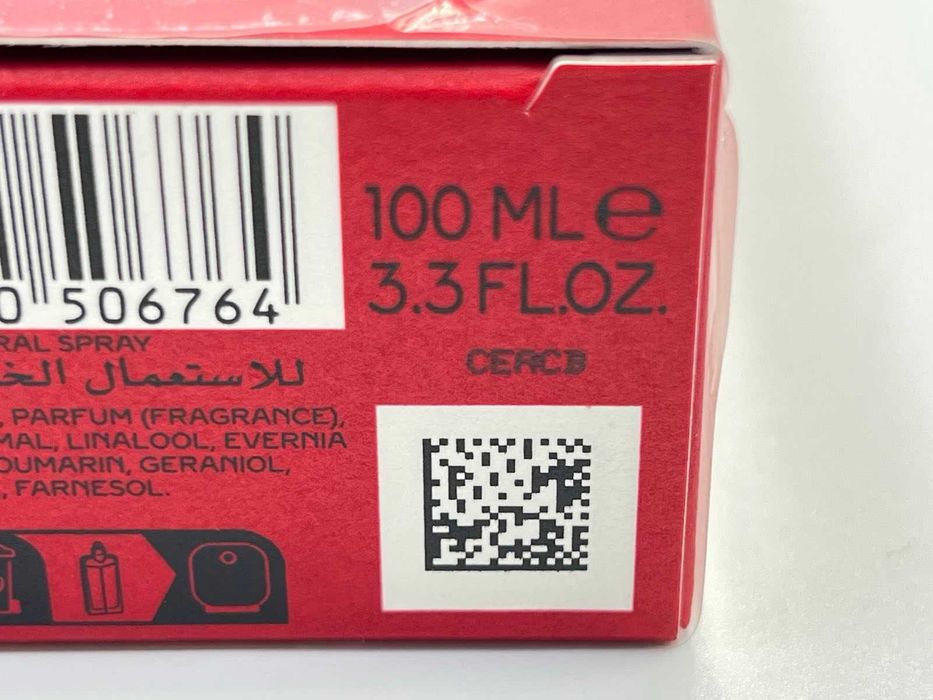 100 ML e
3.3 FL.OZ.
0 506764
CERCB
RAL SPRAY
للاستعمال الخ
, PARFUM (FRAGRANCE),
MAL, LINALOOL, EVERNIA
OUMARIN, GERANIOL,
, FARNESOL.